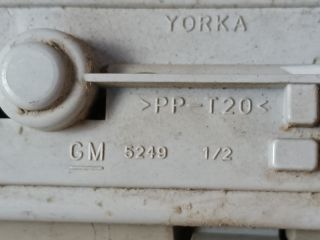 YORKA
>PP-T20<
GM 5249 1/2